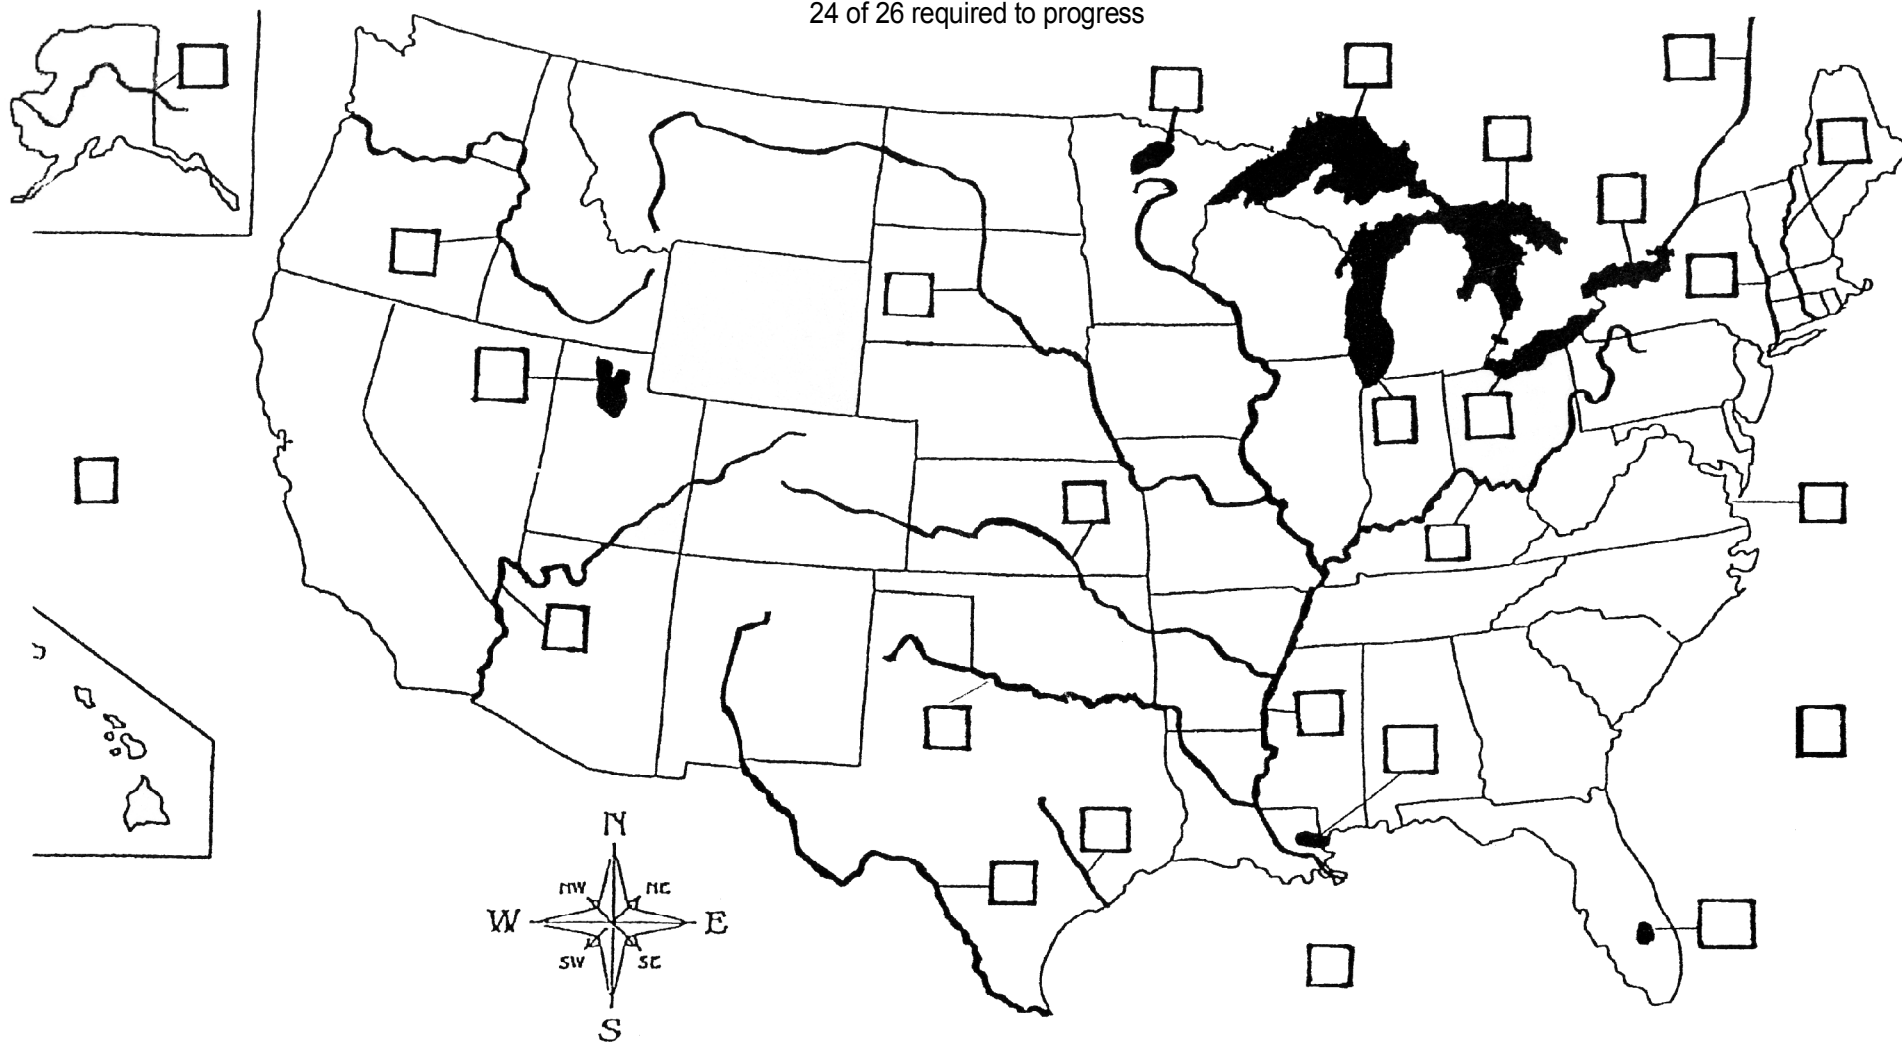 24 of 26 required to progress
N
NW NE
W E
SW SE
S